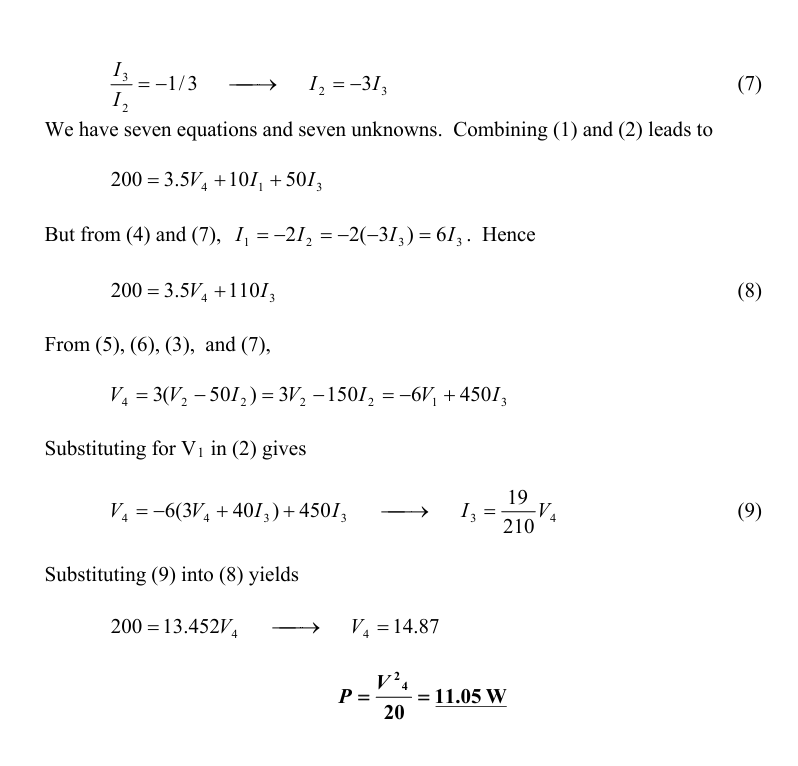 I₃/I₂ = −1/3 ⟶ I₂ = −3I₃ (7)
We have seven equations and seven unknowns. Combining (1) and (2) leads to
200 = 3.5V₄ + 10I₁ + 50I₃
But from (4) and (7), I₁ = −2I₂ = −2(−3I₃) = 6I₃. Hence
200 = 3.5V₄ + 110I₃ (8)
From (5), (6), (3), and (7),
V₄ = 3(V₂ − 50I₂) = 3V₂ − 150I₂ = −6V₁ + 450I₃
Substituting for V₁ in (2) gives
V₄ = −6(3V₄ + 40I₃) + 450I₃ ⟶ I₃ = 19/210 V₄ (9)
Substituting (9) into (8) yields
200 = 13.452V₄ ⟶ V₄ = 14.87
P = V²₄/20 = 11.05 W